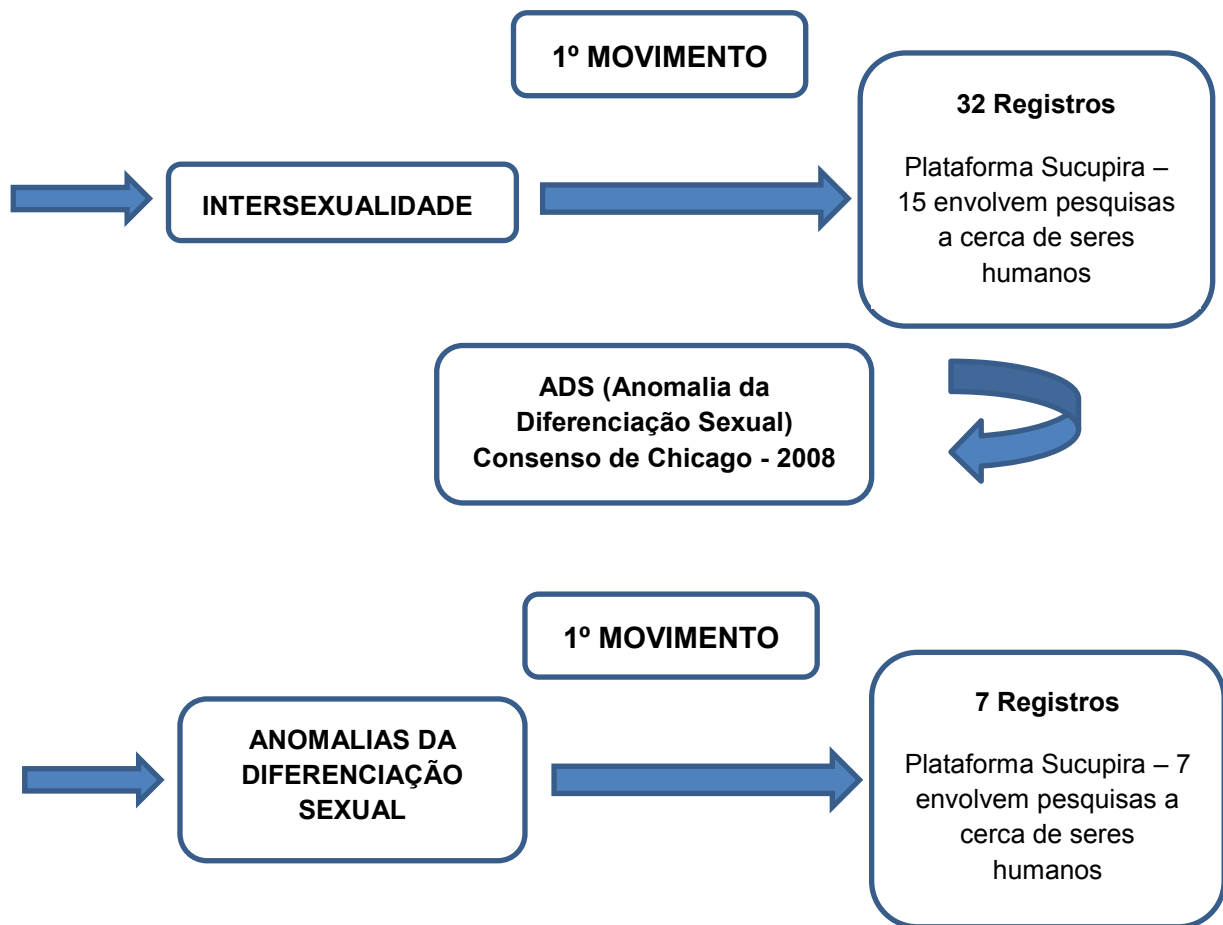 1º MOVIMENTO
32 Registros
Plataforma Sucupira –
15 envolvem pesquisas
a cerca de seres
humanos
INTERSEXUALIDADE
ADS (Anomalia da
Diferenciação Sexual)
Consenso de Chicago - 2008
1º MOVIMENTO
7 Registros
Plataforma Sucupira – 7
envolvem pesquisas a
cerca de seres
humanos
ANOMALIAS DA
DIFERENCIAÇÃO
SEXUAL